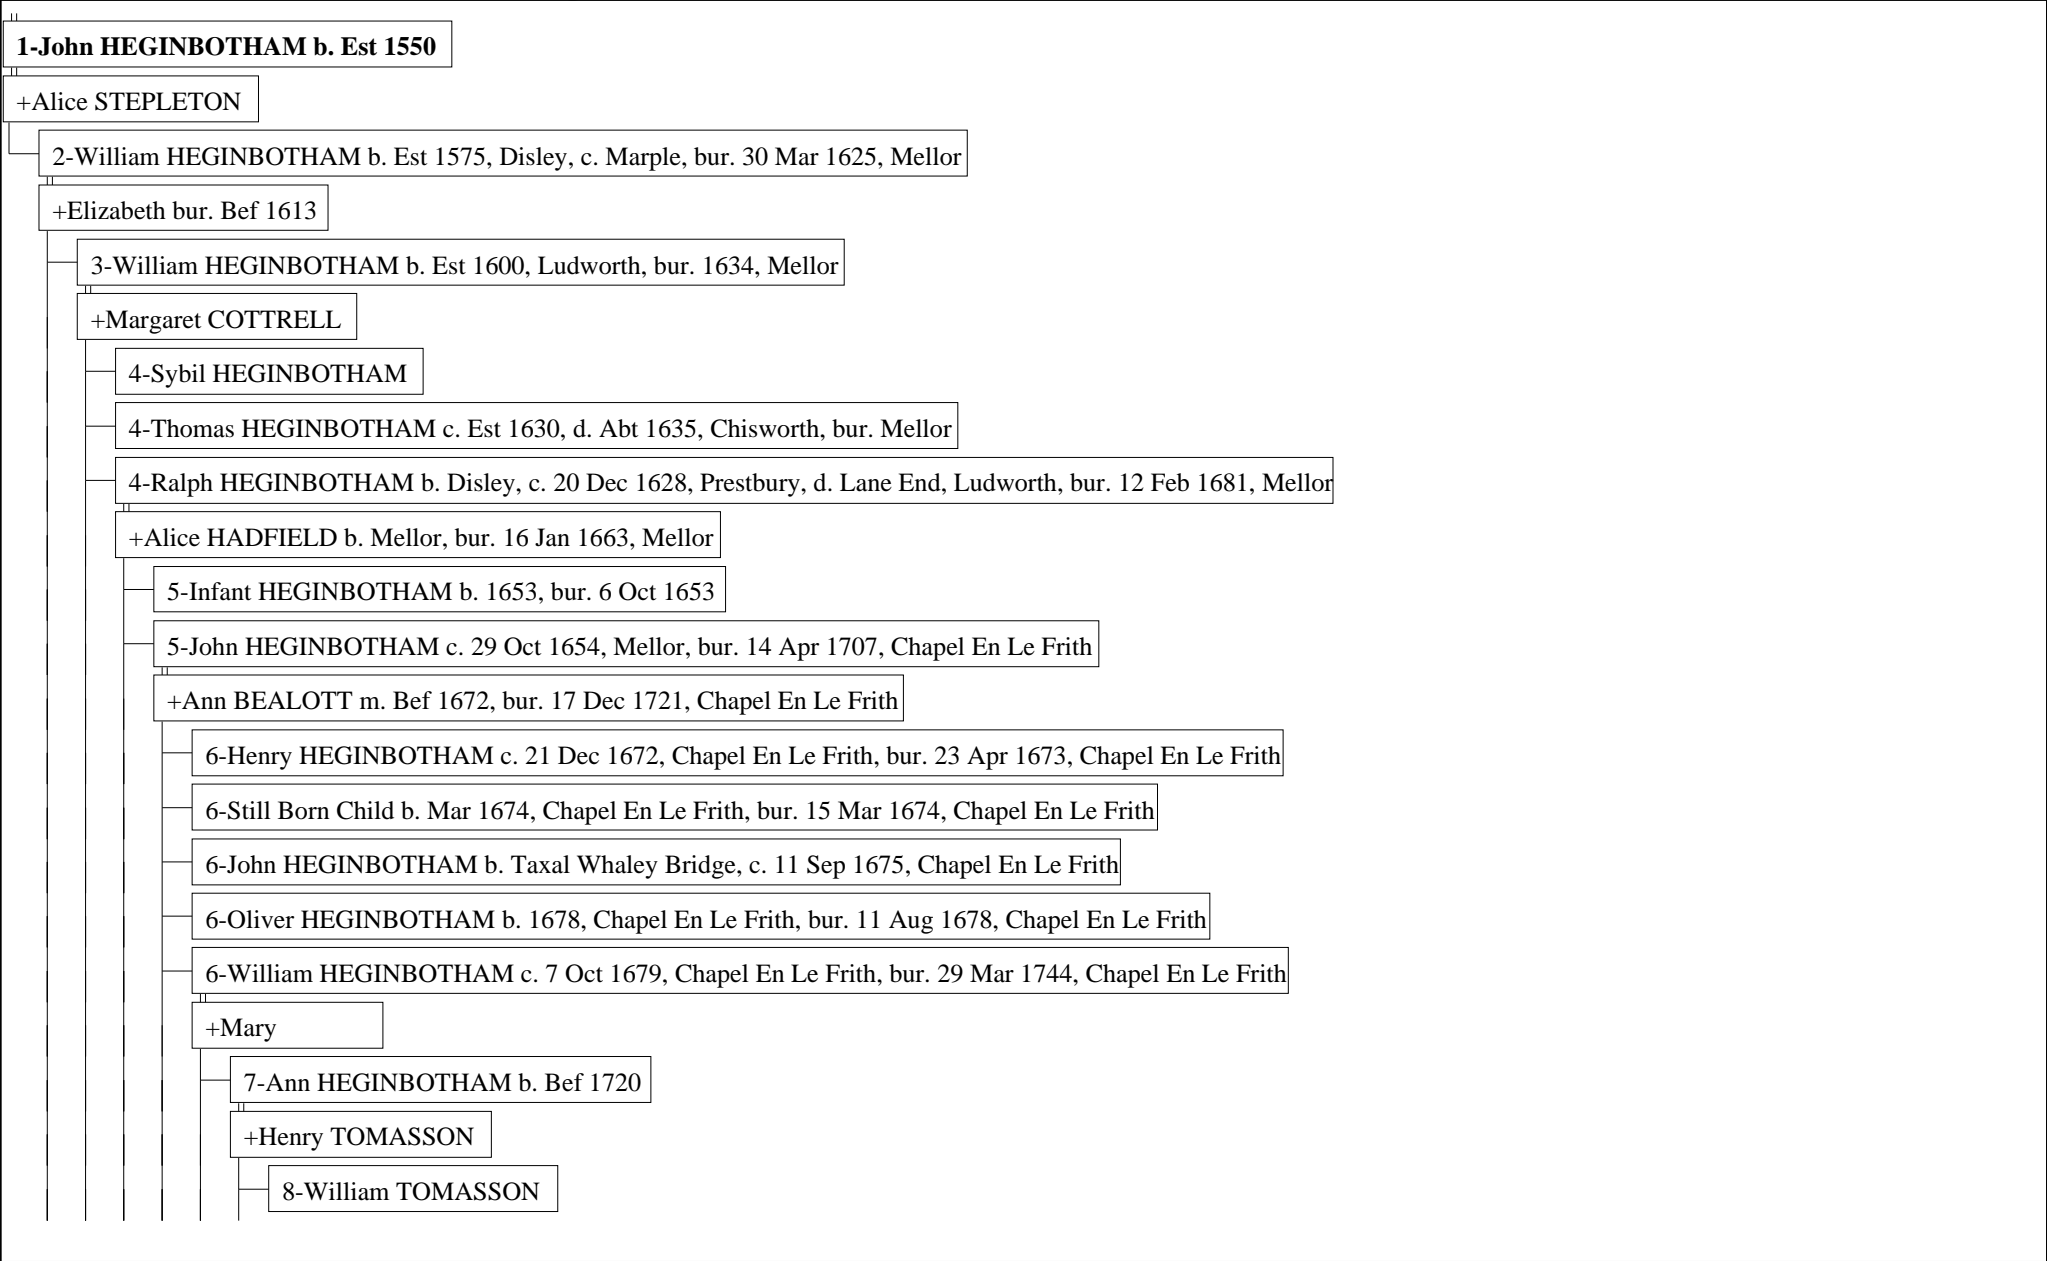 1-John HEGINBOTHAM b. Est 1550
+Alice STEPLETON
2-William HEGINBOTHAM b. Est 1575, Disley, c. Marple, bur. 30 Mar 1625, Mellor
+Elizabeth bur. Bef 1613
3-William HEGINBOTHAM b. Est 1600, Ludworth, bur. 1634, Mellor
+Margaret COTTRELL
4-Sybil HEGINBOTHAM
4-Thomas HEGINBOTHAM c. Est 1630, d. Abt 1635, Chisworth, bur. Mellor
4-Ralph HEGINBOTHAM b. Disley, c. 20 Dec 1628, Prestbury, d. Lane End, Ludworth, bur. 12 Feb 1681, Mellor
+Alice HADFIELD b. Mellor, bur. 16 Jan 1663, Mellor
5-Infant HEGINBOTHAM b. 1653, bur. 6 Oct 1653
5-John HEGINBOTHAM c. 29 Oct 1654, Mellor, bur. 14 Apr 1707, Chapel En Le Frith
+Ann BEALOTT m. Bef 1672, bur. 17 Dec 1721, Chapel En Le Frith
6-Henry HEGINBOTHAM c. 21 Dec 1672, Chapel En Le Frith, bur. 23 Apr 1673, Chapel En Le Frith
6-Still Born Child b. Mar 1674, Chapel En Le Frith, bur. 15 Mar 1674, Chapel En Le Frith
6-John HEGINBOTHAM b. Taxal Whaley Bridge, c. 11 Sep 1675, Chapel En Le Frith
6-Oliver HEGINBOTHAM b. 1678, Chapel En Le Frith, bur. 11 Aug 1678, Chapel En Le Frith
6-William HEGINBOTHAM c. 7 Oct 1679, Chapel En Le Frith, bur. 29 Mar 1744, Chapel En Le Frith
+Mary
7-Ann HEGINBOTHAM b. Bef 1720
+Henry TOMASSON
8-William TOMASSON